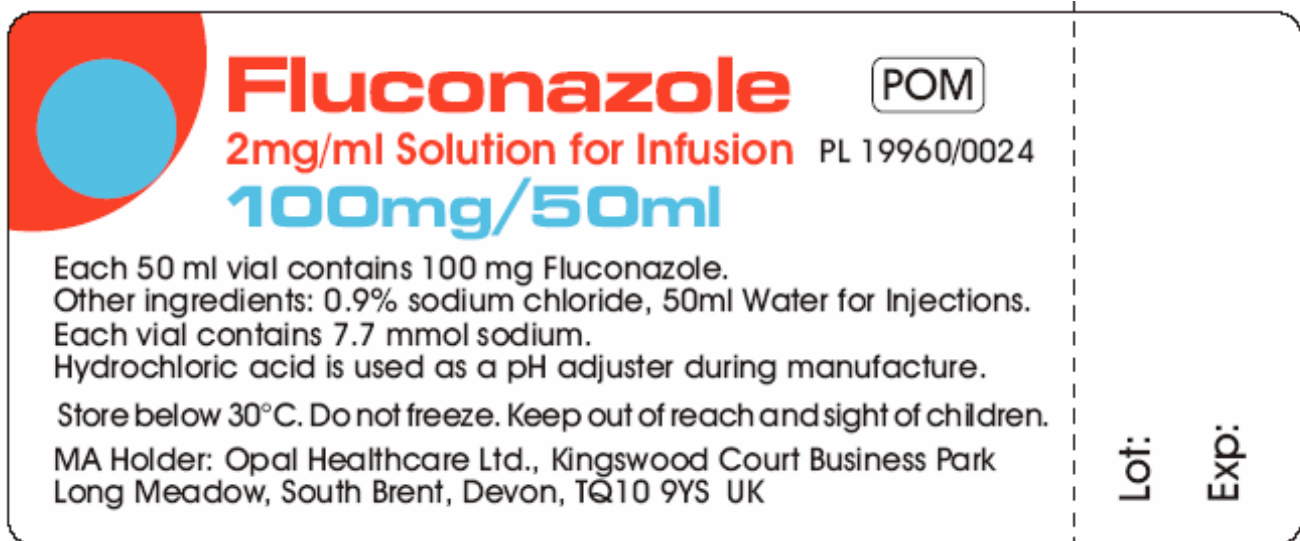 Fluconazole
POM
2mg/ml Solution for Infusion PL 19960/0024
100mg/50ml
Each 50 ml vial contains 100 mg Fluconazole.
Other ingredients: 0.9% sodium chloride, 50ml Water for Injections.
Each vial contains 7.7 mmol sodium.
Hydrochloric acid is used as a pH adjuster during manufacture.
Store below 30°C. Do not freeze. Keep out of reach and sight of children.
MA Holder: Opal Healthcare Ltd., Kingswood Court Business Park
Long Meadow, South Brent, Devon, TQ10 9YS UK
Lot:
Exp: